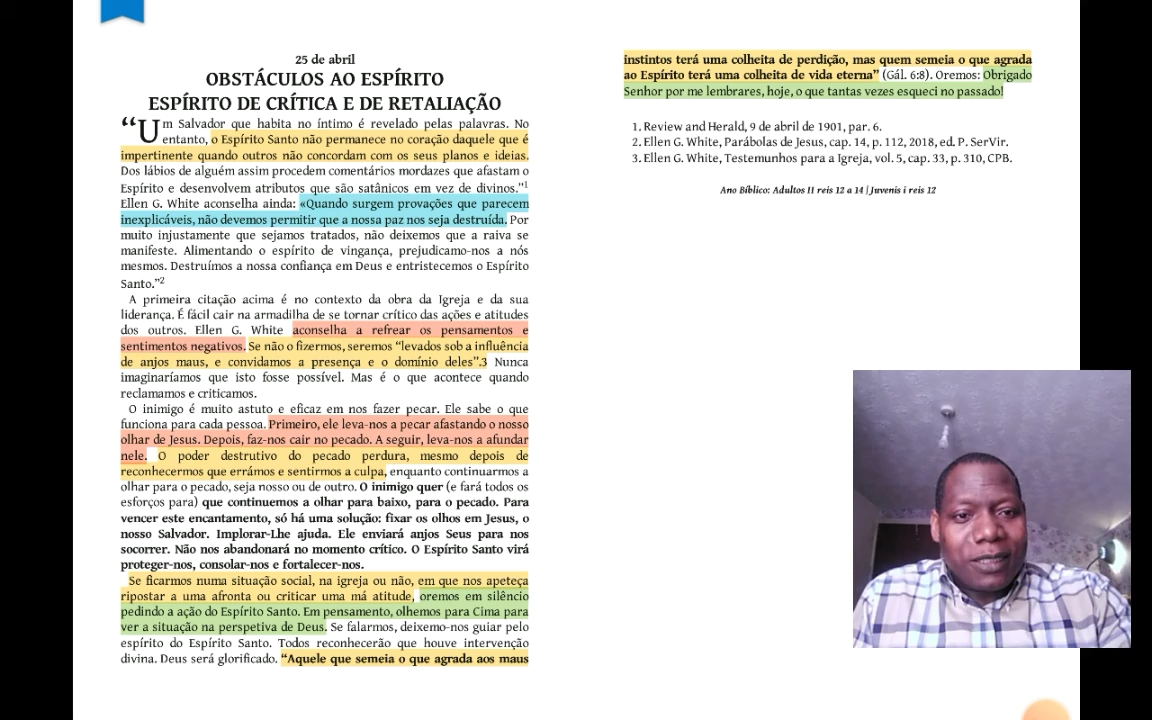 25 de abril
OBSTÁCULOS AO ESPÍRITO
ESPÍRITO DE CRÍTICA E DE RETALIAÇÃO
“Um Salvador que habita no íntimo é revelado pelas palavras. No
entanto, o Espírito Santo não permanece no coração daquele que é
impertinente quando outros não concordam com os seus planos e ideias.
Dos lábios de alguém assim procedem comentários mordazes que afastam o
Espírito e desenvolvem atributos que são satânicos em vez de divinos.”1
Ellen G. White aconselha ainda: «Quando surgem provações que parecem
inexplicáveis, não devemos permitir que a nossa paz nos seja destruída. Por
muito injustamente que sejamos tratados, não deixemos que a raiva se
manifeste. Alimentando o espírito de vingança, prejudicamo-nos a nós
mesmos. Destruímos a nossa confiança em Deus e entristecemos o Espírito
Santo.”2
A primeira citação acima é no contexto da obra da Igreja e da sua
liderança. É fácil cair na armadilha de se tornar crítico das ações e atitudes
dos outros. Ellen G. White aconselha a refrear os pensamentos e
sentimentos negativos. Se não o fizermos, seremos “levados sob a influência
de anjos maus, e convidamos a presença e o domínio deles”.3 Nunca
imaginaríamos que isto fosse possível. Mas é o que acontece quando
reclamamos e criticamos.
O inimigo é muito astuto e eficaz em nos fazer pecar. Ele sabe o que
funciona para cada pessoa. Primeiro, ele leva-nos a pecar afastando o nosso
olhar de Jesus. Depois, faz-nos cair no pecado. A seguir, leva-nos a afundar
nele. O poder destrutivo do pecado perdura, mesmo depois de
reconhecermos que errámos e sentirmos a culpa, enquanto continuarmos a
olhar para o pecado, seja nosso ou de outro. O inimigo quer (e fará todos os
esforços para) que continuemos a olhar para baixo, para o pecado. Para
vencer este encantamento, só há uma solução: fixar os olhos em Jesus, o
nosso Salvador. Implorar-Lhe ajuda. Ele enviará anjos Seus para nos
socorrer. Não nos abandonará no momento crítico. O Espírito Santo virá
proteger-nos, consolar-nos e fortalecer-nos.
Se ficarmos numa situação social, na igreja ou não, em que nos apeteça
ripostar a uma afronta ou criticar uma má atitude, oremos em silêncio
pedindo a ação do Espírito Santo. Em pensamento, olhemos para Cima para
ver a situação na perspetiva de Deus. Se falarmos, deixemo-nos guiar pelo
espírito do Espírito Santo. Todos reconhecerão que houve intervenção
divina. Deus será glorificado. “Aquele que semeia o que agrada aos maus
instintos terá uma colheita de perdição, mas quem semeia o que agrada
ao Espírito terá uma colheita de vida eterna” (Gál. 6:8). Oremos: Obrigado
Senhor por me lembrares, hoje, o que tantas vezes esqueci no passado!
1. Review and Herald, 9 de abril de 1901, par. 6.
2. Ellen G. White, Parábolas de Jesus, cap. 14, p. 112, 2018, ed. P. SerVir.
3. Ellen G. White, Testemunhos para a Igreja, vol. 5, cap. 33, p. 310, CPB.
Ano Bíblico: Adultos II reis 12 a 14 | Juvenis i reis 12